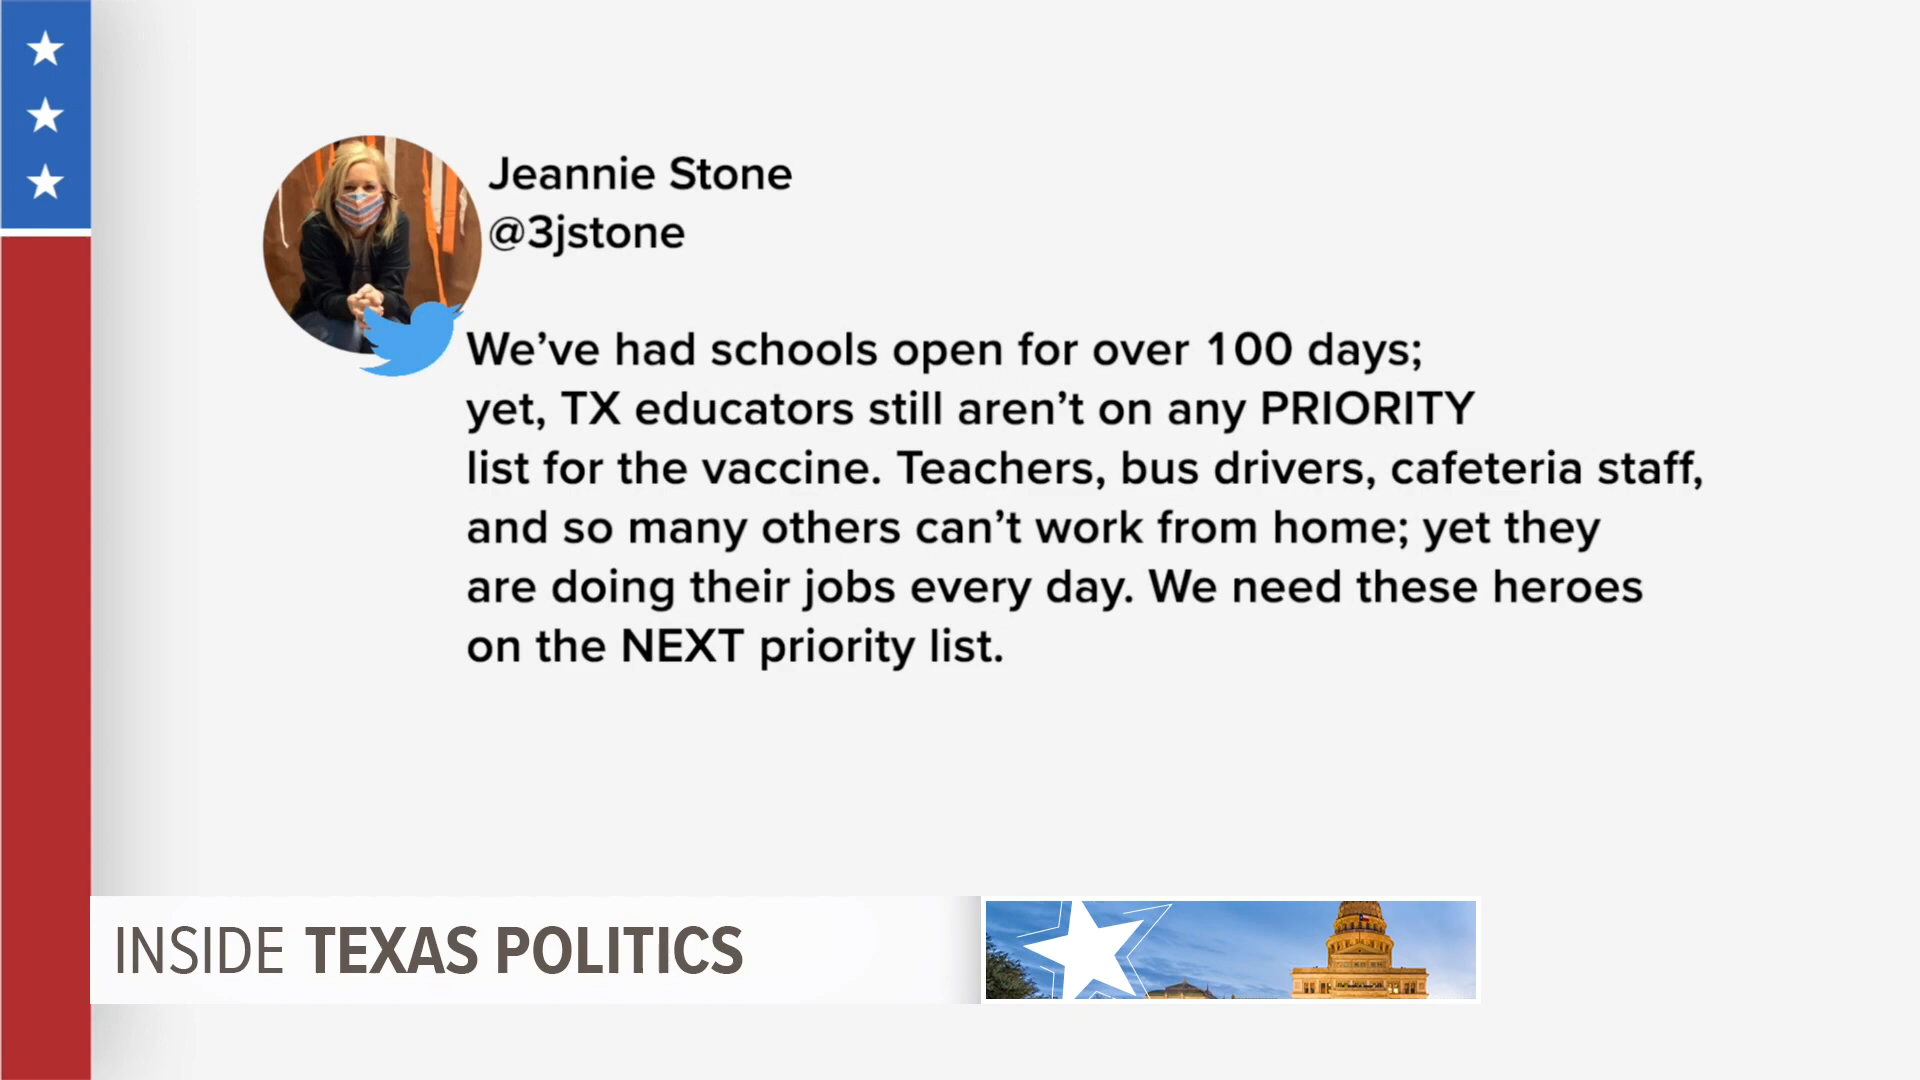 Jeannie Stone
@3jstone
We’ve had schools open for over 100 days;
yet, TX educators still aren’t on any PRIORITY
list for the vaccine. Teachers, bus drivers, cafeteria staff,
and so many others can’t work from home; yet they
are doing their jobs every day. We need these heroes
on the NEXT priority list.
INSIDE TEXAS POLITICS